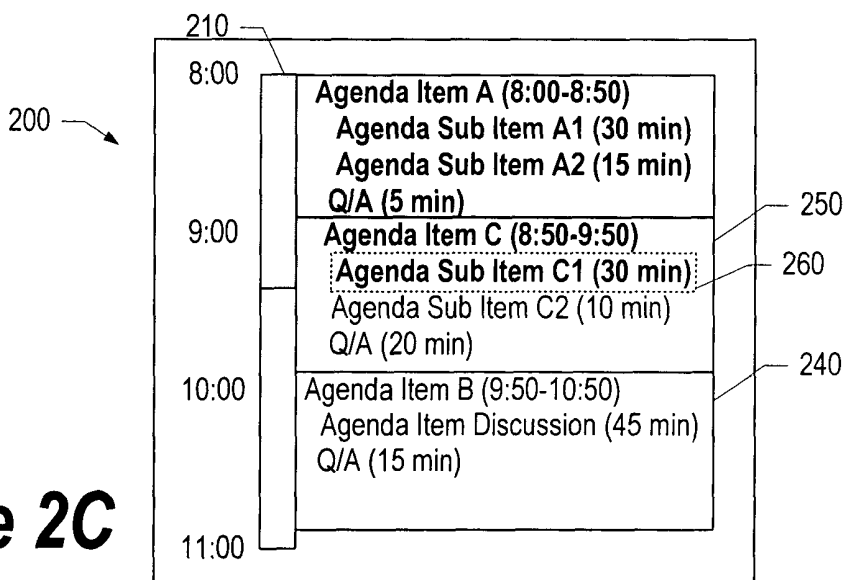 210
8:00
Agenda Item A (8:00-8:50)
200
Agenda Sub Item A1 (30 min)
Agenda Sub Item A2 (15 min)
Q/A (5 min)
250
9:00
Agenda Item C (8:50-9:50)
Agenda Sub Item C1 (30 min)
260
Agenda Sub Item C2 (10 min)
Q/A (20 min)
240
10:00
Agenda Item B (9:50-10:50)
Agenda Item Discussion (45 min)
Q/A (15 min)
e 2C
11:00